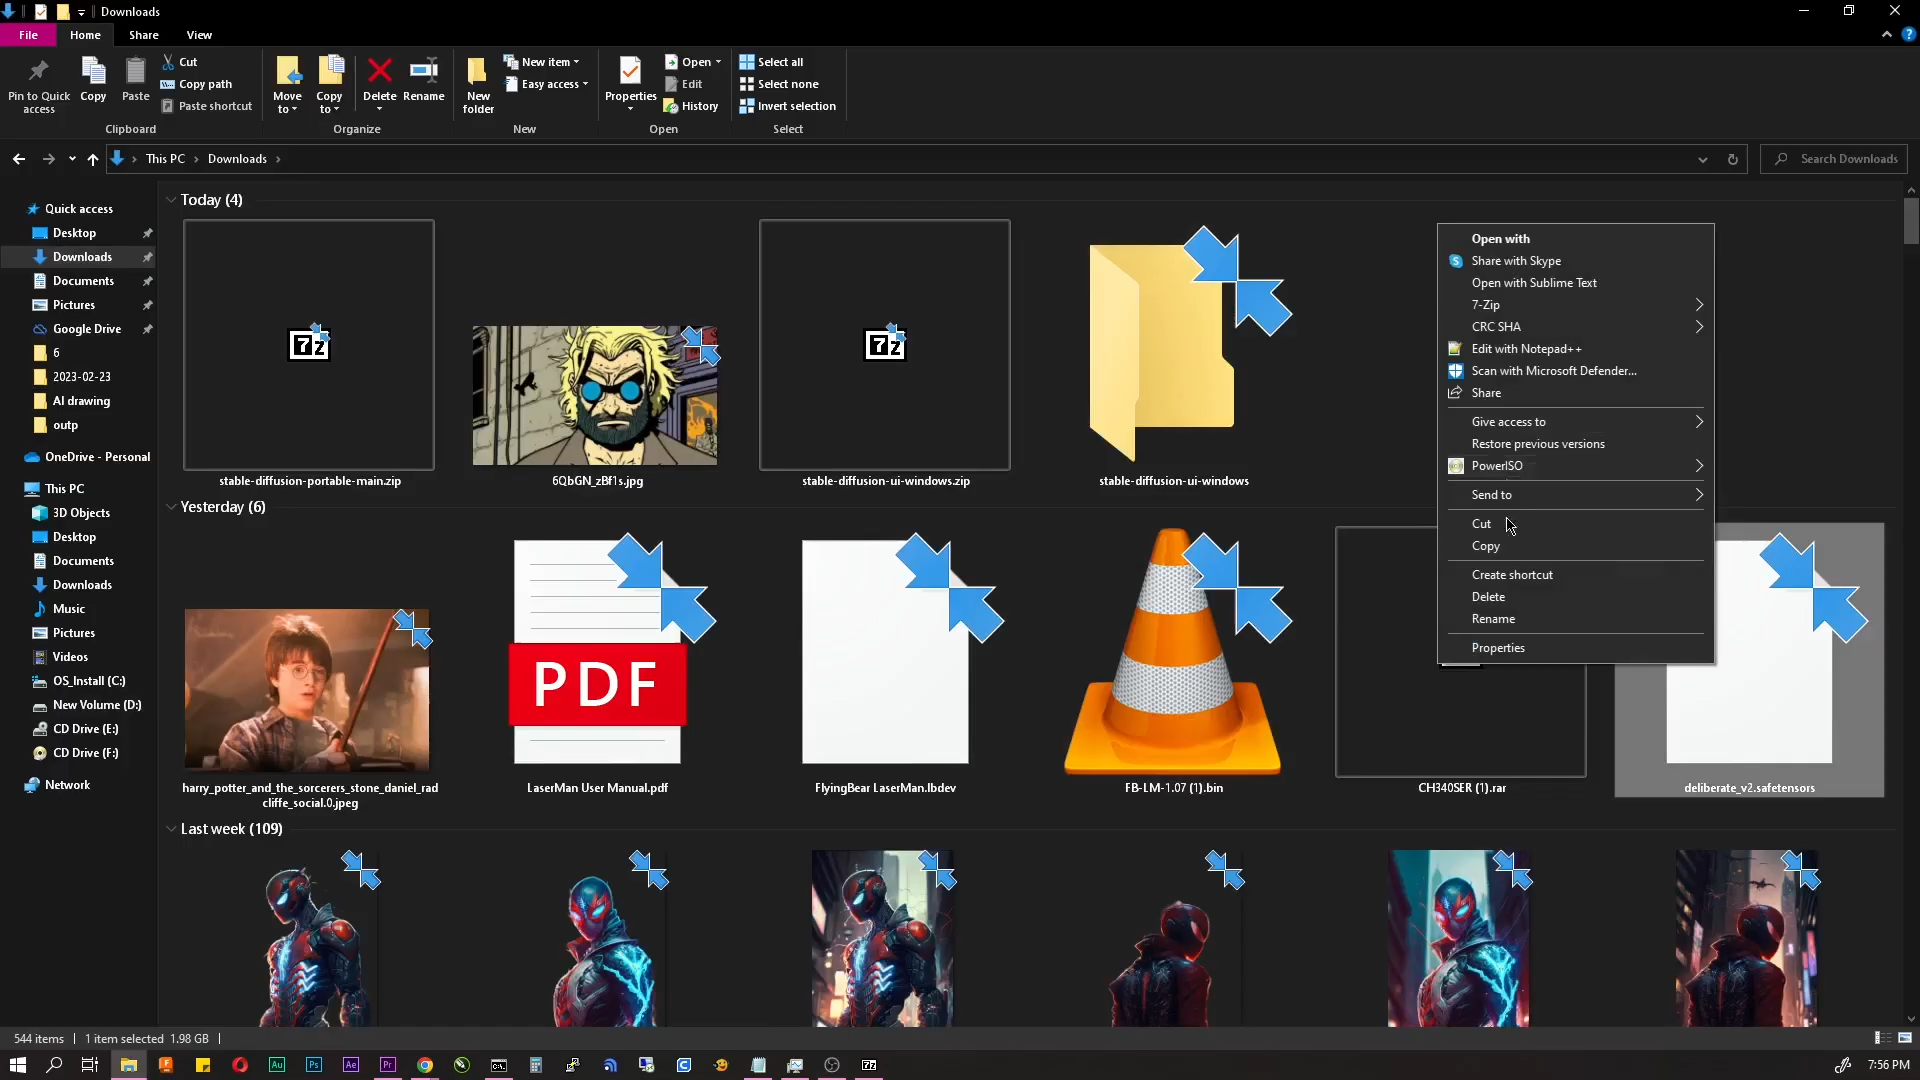 Downloads
File
Home
Share
View
Pin to Quick access
Copy
Paste
Cut
Copy path
Paste shortcut
Clipboard
Move to
Copy to
Delete
Rename
Organize
New folder
New item
Easy access
New
Properties
Open
Edit
History
Open
Select all
Select none
Invert selection
Select
This PC
Downloads
Search Downloads
Quick access
Desktop
Downloads
Documents
Pictures
Google Drive
6
2023-02-23
AI drawing
outp
OneDrive - Personal
This PC
3D Objects
Desktop
Documents
Downloads
Music
Pictures
Videos
OS_Install (C:)
New Volume (D:)
CD Drive (E:)
CD Drive (F:)
Network
Today (4)
7z
7z
stable-diffusion-portable-main.zip
6QbGN_zBf1s.jpg
stable-diffusion-ui-windows.zip
stable-diffusion-ui-windows
Yesterday (6)
PDF
harry_potter_and_the_sorcerers_stone_daniel_rad
cliffe_social.0.jpeg
LaserMan User Manual.pdf
FlyingBear LaserMan.lbdev
FB-LM-1.07 (1).bin
CH340SER (1).rar
deliberate_v2.safetensors
Last week (109)
Open with
Share with Skype
Open with Sublime Text
7-Zip
CRC SHA
Edit with Notepad++
Scan with Microsoft Defender...
Share
Give access to
Restore previous versions
PowerISO
Send to
Cut
Copy
Create shortcut
Delete
Rename
Properties
544 items
1 item selected 1.98 GB
Au
Ps
Ae
Pr
7z
7:56 PM